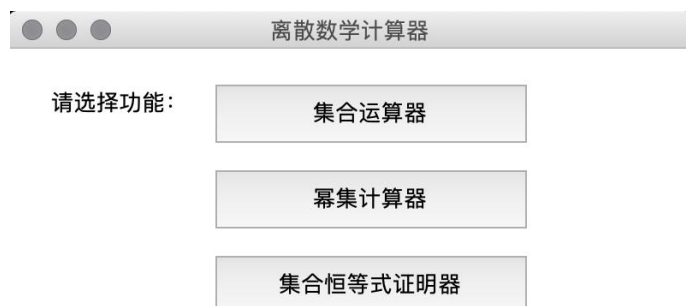 离散数学计算器
请选择功能：
集合运算器
幂集计算器
集合恒等式证明器